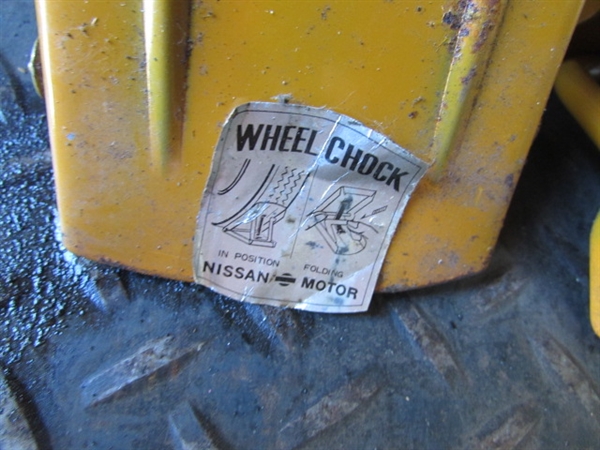 WHEEL CHOCK
IN POSITION FOLDING
NISSAN MOTOR